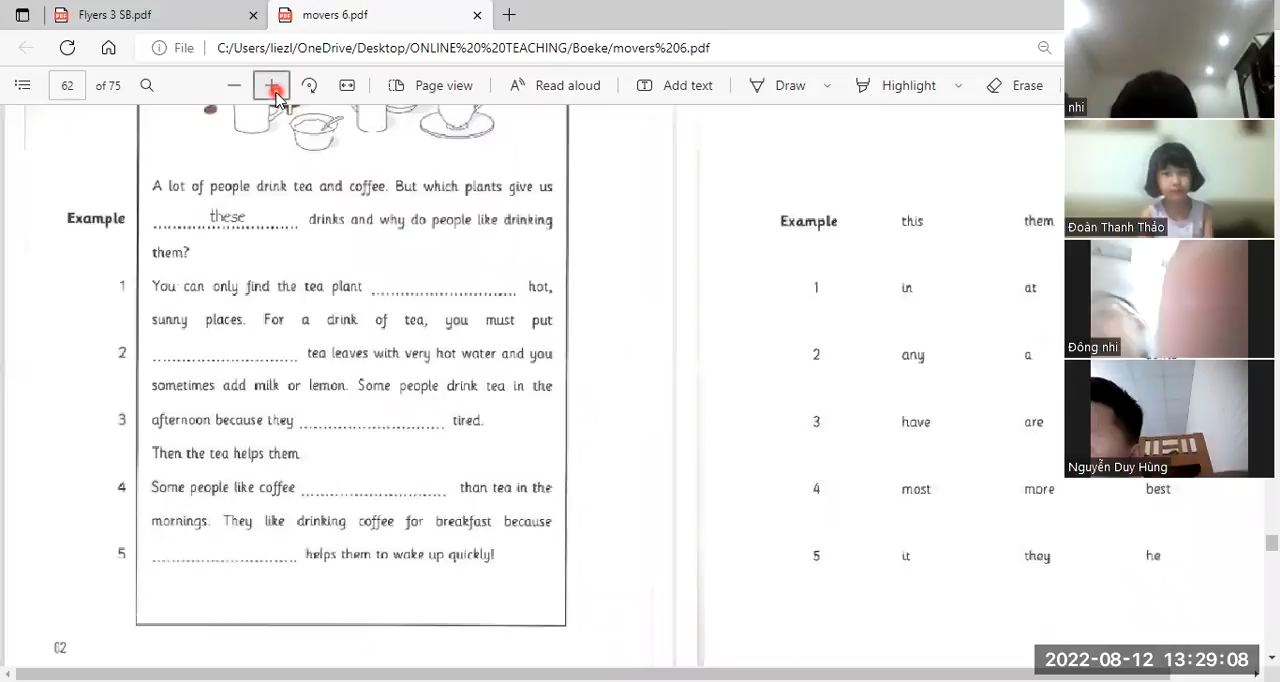 Flyers 3 SB.pdf
movers 6.pdf
File
C:/Users/liezl/OneDrive/Desktop/ONLINE%20%20TEACHING/Boeke/movers%206.pdf
62 of 75
Page view
Read aloud
Add text
Draw
Highlight
Erase
A lot of people drink tea and coffee. But which plants give us
Example these drinks and why do people like drinking
them?
1 You can only find the tea plant hot,
sunny places. For a drink of tea, you must put
2 tea leaves with very hot water and you
sometimes add milk or lemon. Some people drink tea in the
3 afternoon because they tired.
Then the tea helps them.
4 Some people like coffee than tea in the
mornings. They like drinking coffee for breakfast because
5 helps them to wake up quickly!
62
Example this them
1 in at
2 any a
3 have are
4 most more best
5 it they he
nhi
Đoàn Thanh Thảo
Đông nhi
Nguyễn Duy Hùng
2022-08-12 13:29:08